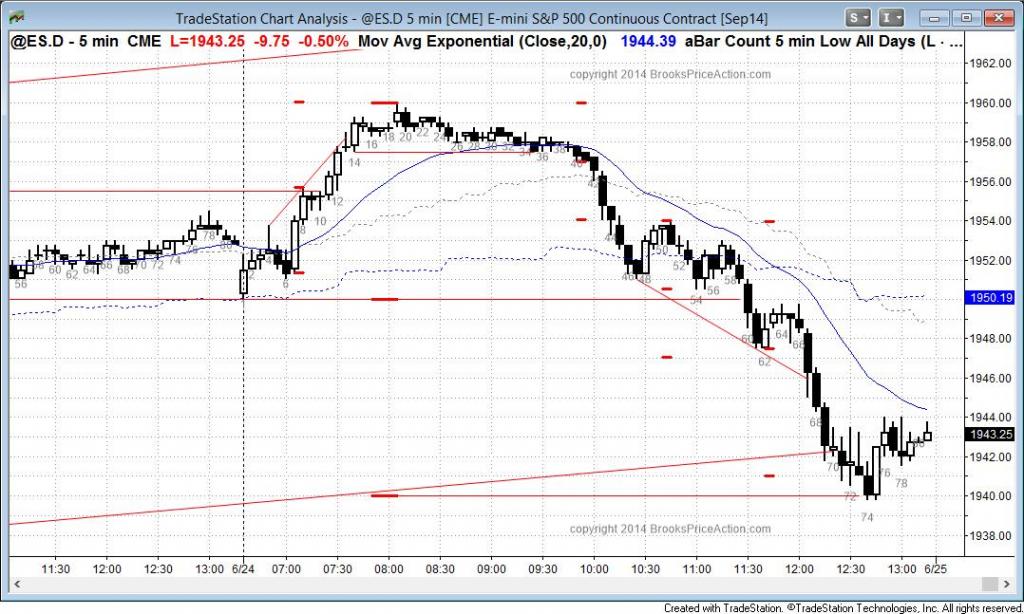 TradeStation Chart Analysis - @ES.D 5 min [CME] E-mini S&P 500 Continuous Contract [Sep14]
S I
@ES.D - 5 min CME L=1943.25 -9.75 -0.50% Mov Avg Exponential (Close,20,0) 1944.39 aBar Count 5 min Low All Days (L · ...
copyright 2014 BrooksPriceAction.com
1962.00
1960.00
1958.00
1956.00
1954.00
1952.00
1950.19
1948.00
1946.00
1944.00
1943.25
1942.00
1940.00
1938.00
16 18 20 22 24
14 26 28 30 32 34 36 38 40
12 42
10
8 44
78 50
56 60 62 64 66 68 70 72 74 2 4 6 46 48 52 54 56 58
60 62 64 66
68
70 72 76 78
74
copyright 2014 BrooksPriceAction.com
11:30 12:00 12:30 13:00 6/24 07:00 07:30 08:00 08:30 09:00 09:30 10:00 10:30 11:00 11:30 12:00 12:30 13:00 6/25
Created with TradeStation. ©TradeStation Technologies, Inc. All rights reserved.